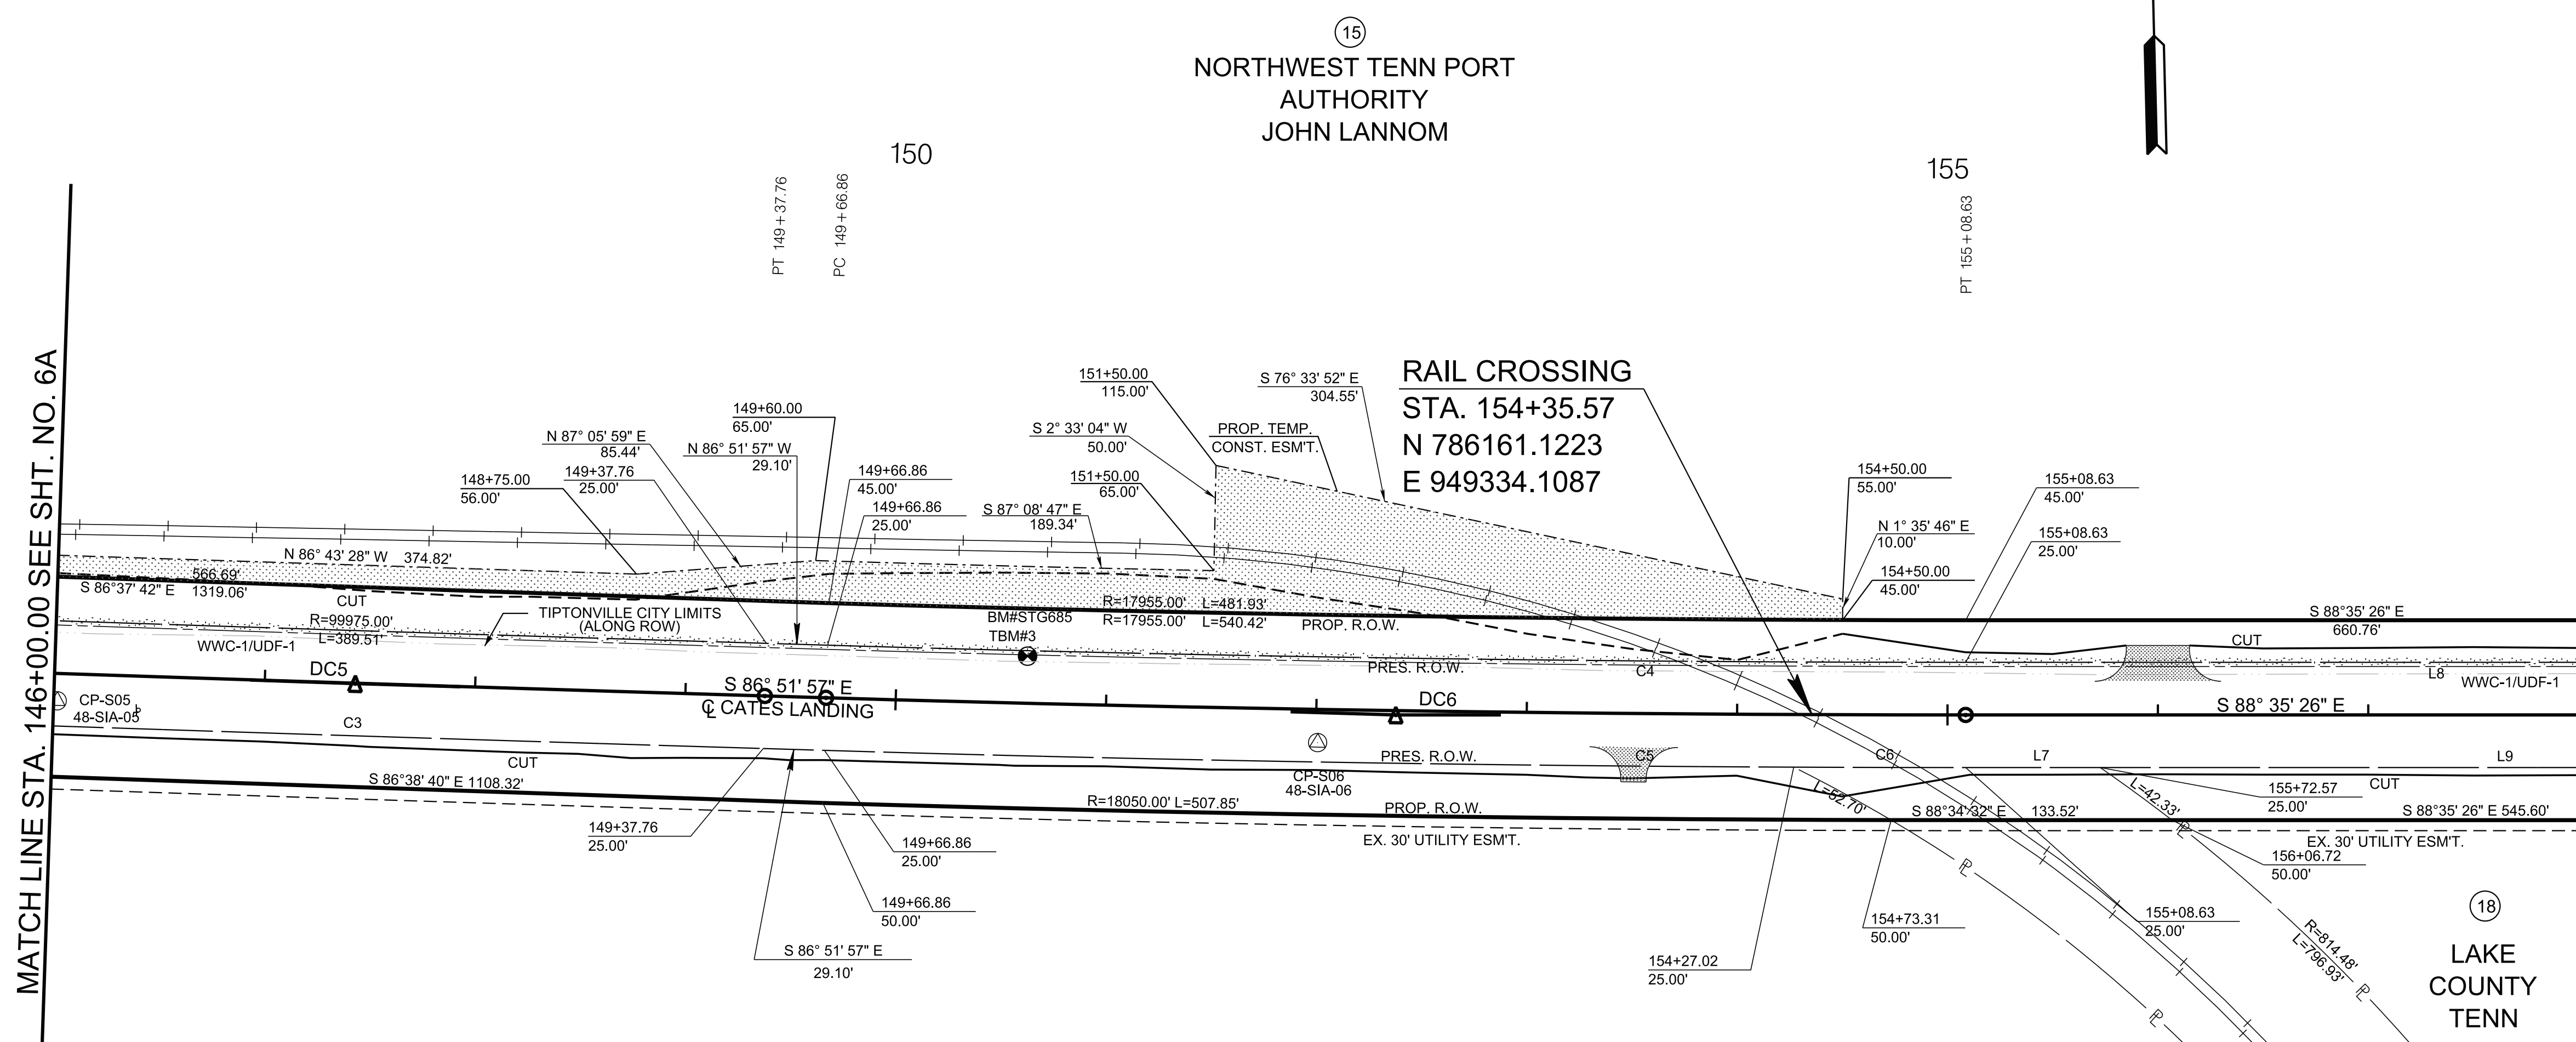 15
NORTHWEST TENN PORT
AUTHORITY
JOHN LANNOM
150
155
PT 149+37.76
PC 149+66.86
PT 155+08.63
MATCH LINE STA. 146+00.00 SEE SHT. NO. 6A
RAIL CROSSING
STA. 154+35.57
N 786161.1223
E 949334.1087
151+50.00
115.00'
S 76° 33' 52" E
304.55'
149+60.00
65.00'
N 87° 05' 59" E
85.44'
N 86° 51' 57" W
29.10'
S 2° 33' 04" W
50.00'
PROP. TEMP.
CONST. ESM'T.
148+75.00
56.00'
149+37.76
25.00'
149+66.86
45.00'
151+50.00
65.00'
149+66.86
25.00'
S 87° 08' 47" E
189.34'
154+50.00
55.00'
155+08.63
45.00'
N 1° 35' 46" E
10.00'
155+08.63
25.00'
154+50.00
45.00'
N 86° 43' 28" W 374.82'
566.69'
S 86°37' 42" E 1319.06'
CUT
R=99975.00'
L=389.51'
TIPTONVILLE CITY LIMITS
(ALONG ROW)
WWC-1/UDF-1
BM#STG685
TBM#3
R=17955.00' L=481.93'
R=17955.00' L=540.42'
PROP. R.O.W.
PRES. R.O.W.
C4
S 88°35' 26" E
660.76'
CUT
L8
WWC-1/UDF-1
DC5
S 86° 51' 57" E
℄ CATES LANDING
DC6
S 88° 35' 26" E
CP-S05
48-SIA-05
C3
CUT
PRES. R.O.W.
C5
C6
L7
L9
CP-S06
48-SIA-06
S 86°38' 40" E 1108.32'
R=18050.00' L=507.85'
PROP. R.O.W.
L=52.70'
S 88°34' 32" E 133.52'
L=42.33'
155+72.57
25.00'
CUT
S 88°35' 26" E 545.60'
149+37.76
25.00'
149+66.86
25.00'
EX. 30' UTILITY ESM'T.
EX. 30' UTILITY ESM'T.
156+06.72
50.00'
149+66.86
50.00'
154+73.31
50.00'
155+08.63
25.00'
S 86° 51' 57" E
29.10'
154+27.02
25.00'
R=814.48'
L=796.93'
PL
PL
PL
PL
18
LAKE
COUNTY
TENN